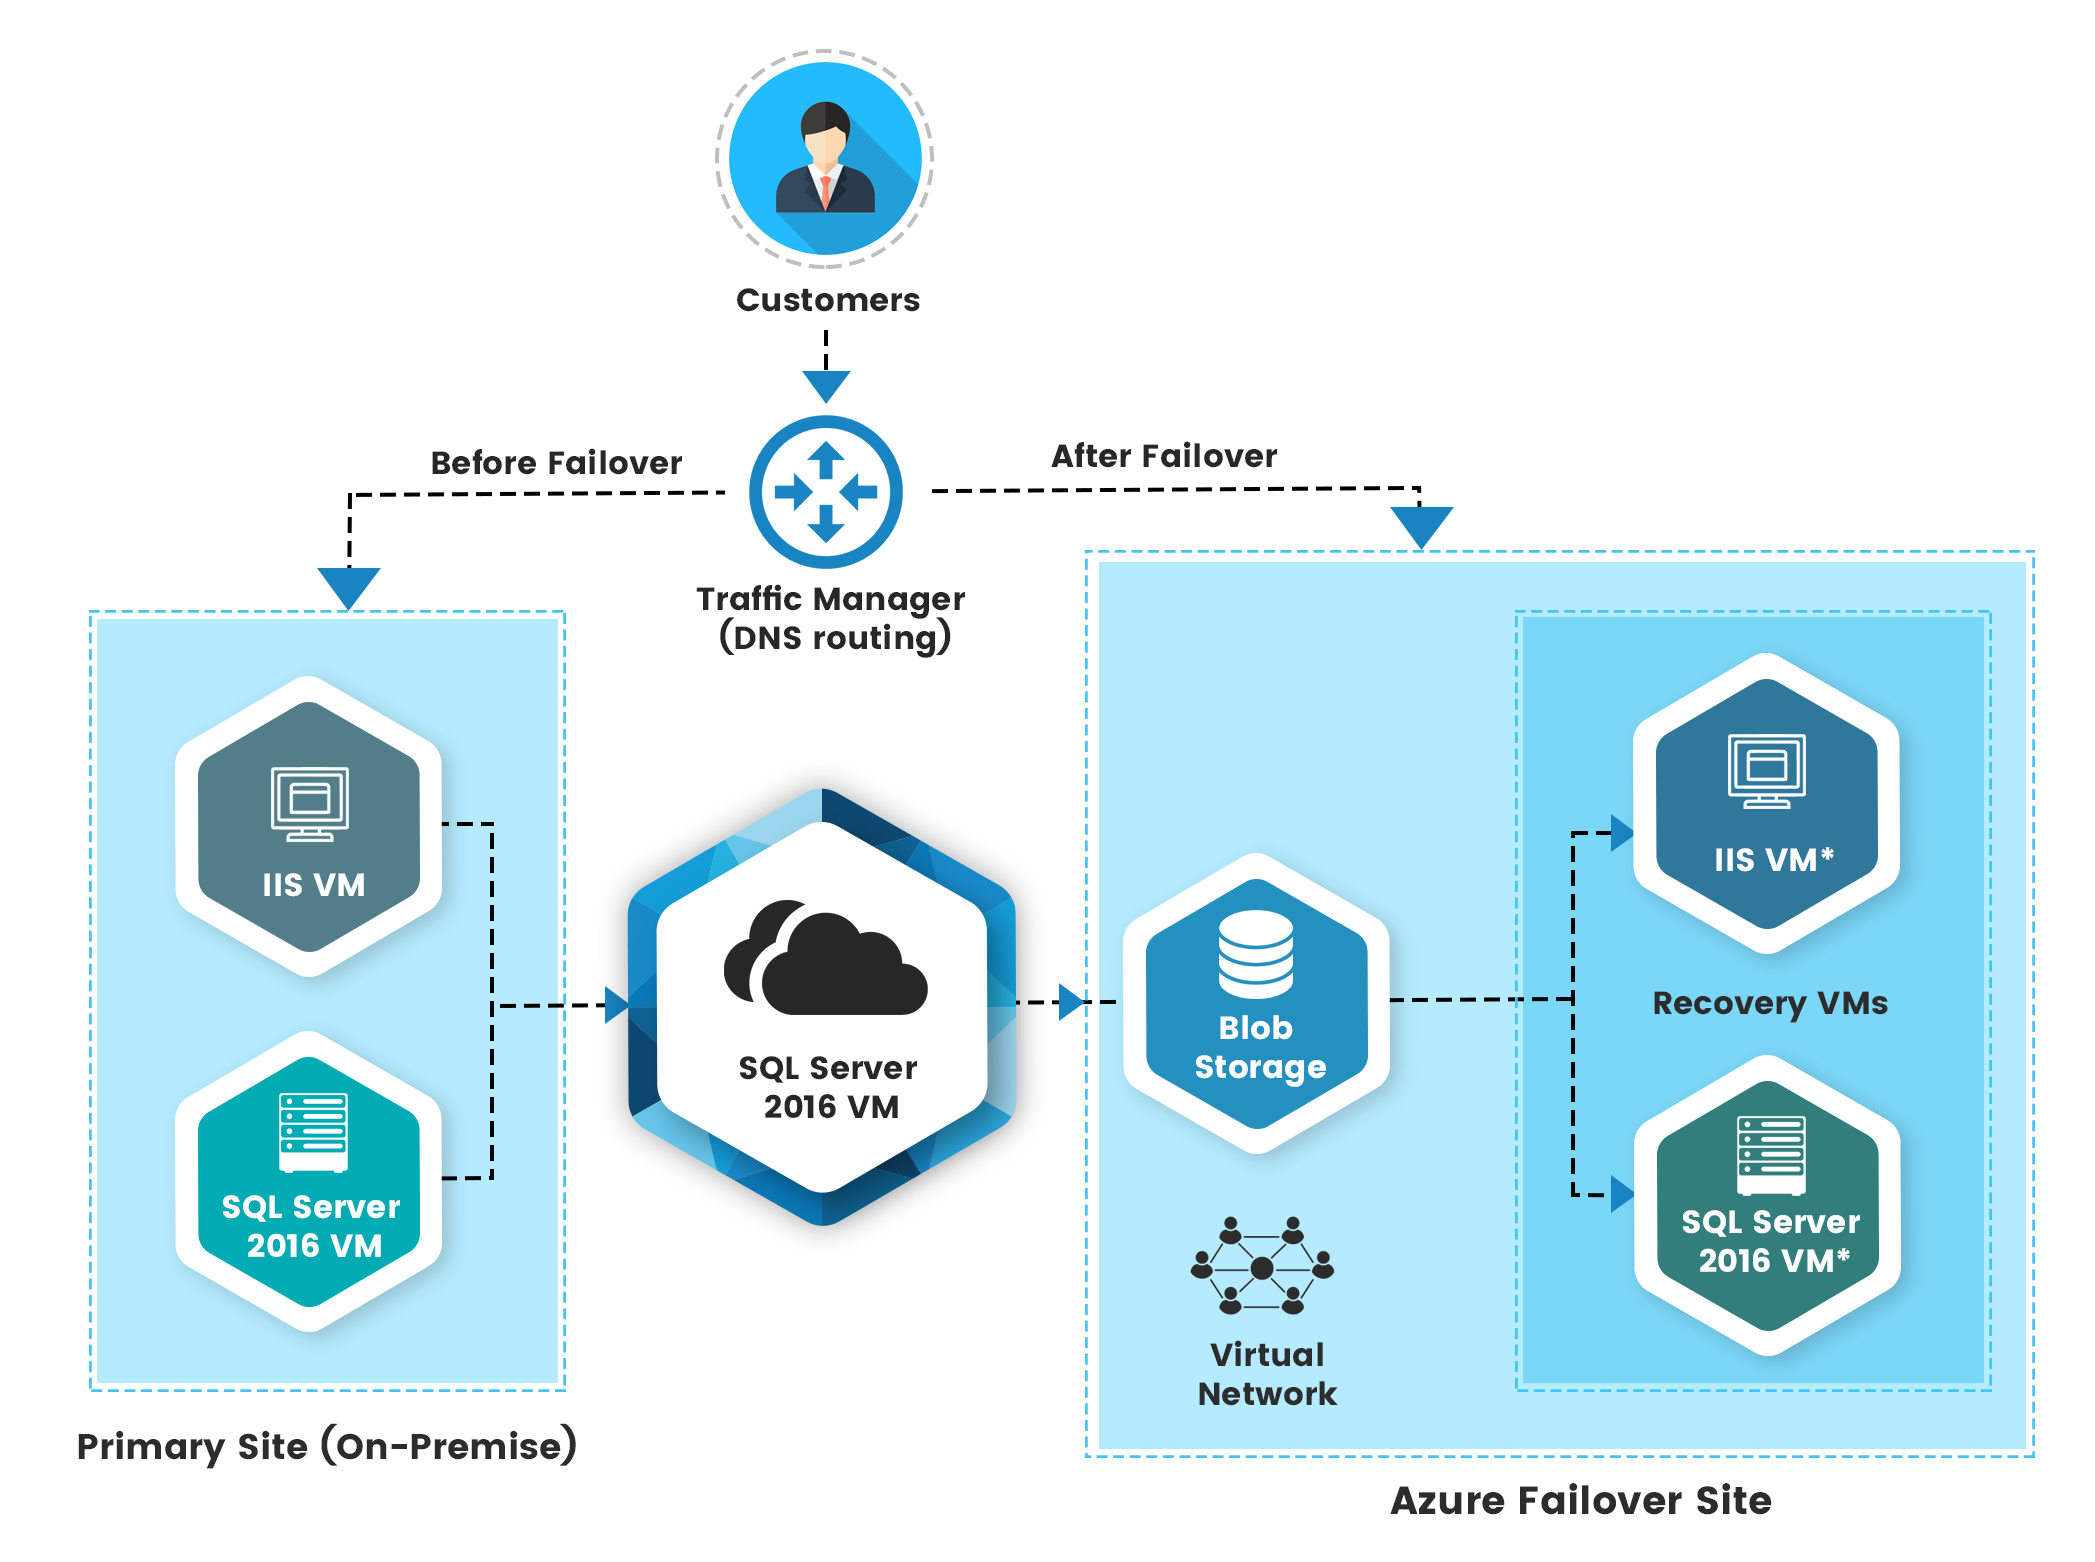 Customers
Before Failover
After Failover
Traffic Manager
(DNS routing)
IIS VM
SQL Server
2016 VM
Primary Site (On-Premise)
SQL Server
2016 VM
Blob
Storage
Virtual
Network
IIS VM*
Recovery VMs
SQL Server
2016 VM*
Azure Failover Site